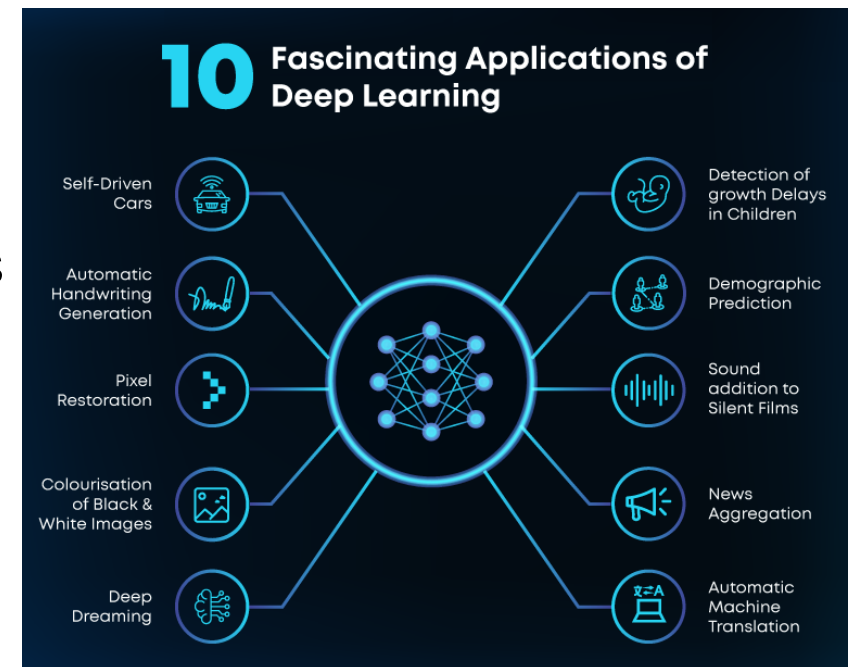 10
Fascinating Applications of
Deep Learning
Self-Driven
Cars
Automatic
Handwriting
Generation
Pixel
Restoration
Colourisation
of Black &
White Images
Deep
Dreaming
Detection of
growth Delays
in Children
Demographic
Prediction
Sound
addition to
Silent Films
News
Aggregation
文⇄A
Automatic
Machine
Translation
s